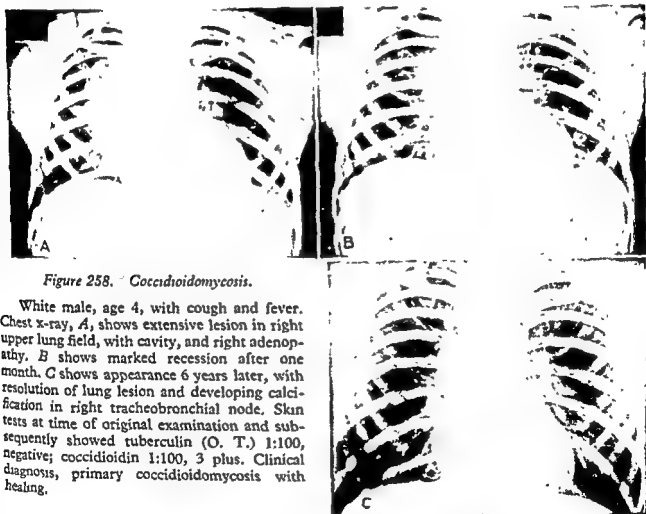 A
B
Figure 258. Coccidioidomycosis.
White male, age 4, with cough and fever.
Chest x-ray, A, shows extensive lesion in right
upper lung field, with cavity, and right adenop-
athy. B shows marked recession after one
month. C shows appearance 6 years later, with
resolution of lung lesion and developing calci-
fication in right tracheobronchial node. Skin
tests at time of original examination and sub-
sequently showed tuberculin (O. T.) 1:100,
negative; coccidioidin 1:100, 3 plus. Clinical
diagnosis, primary coccidioidomycosis with
healing.
C